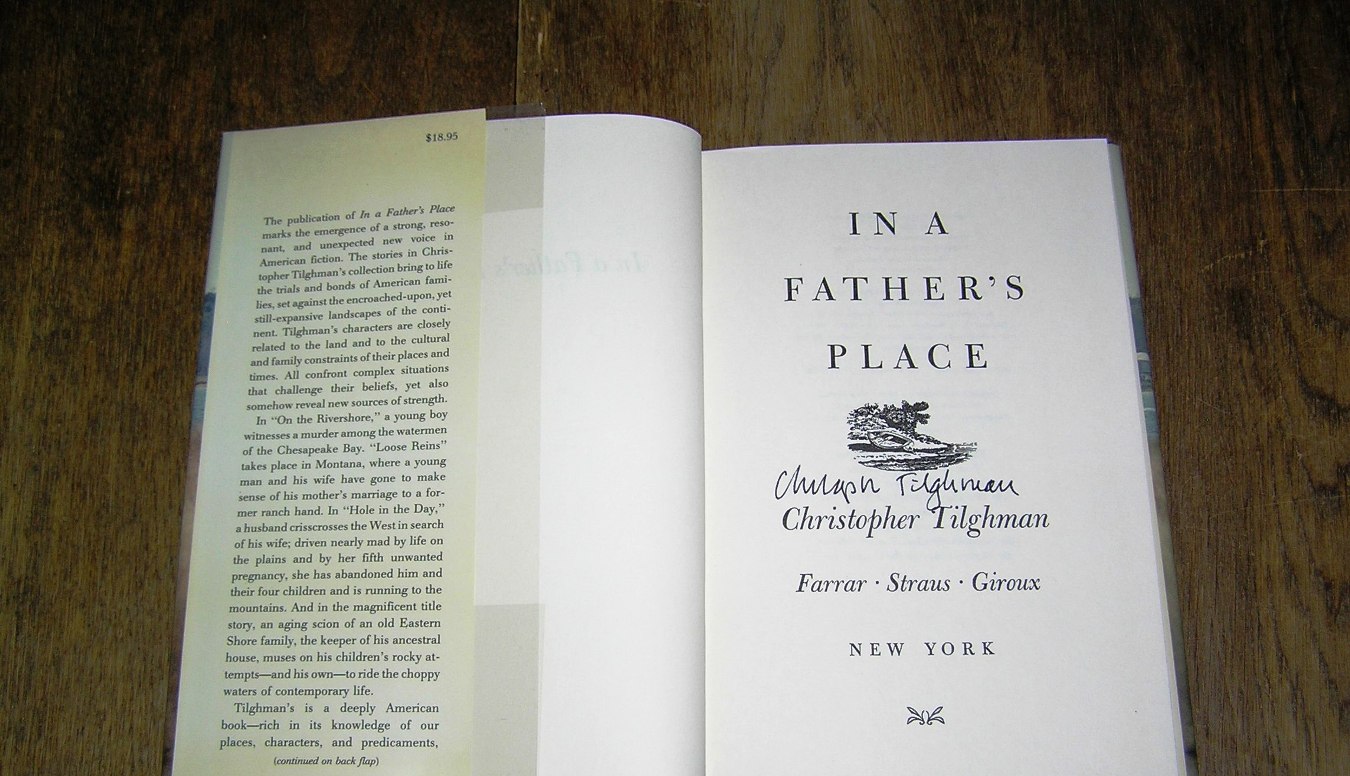 $18.95
The publication of In a Father's Place
marks the emergence of a strong, reso-
nant, and unexpected new voice in
American fiction. The stories in Chris-
topher Tilghman's collection bring to life
the trials and bonds of American fami-
lies, set against the encroached-upon, yet
still-expansive landscapes of the conti-
nent. Tilghman's characters are closely
related to the land and to the cultural
and family constraints of their places and
times. All confront complex situations
that challenge their beliefs, yet also
somehow reveal new sources of strength.
In “On the Rivershore,” a young boy
witnesses a murder among the watermen
of the Chesapeake Bay. “Loose Reins”
takes place in Montana, where a young
man and his wife have gone to make
sense of his mother's marriage to a for-
mer ranch hand. In “Hole in the Day,”
a husband crisscrosses the West in search
of his wife; driven nearly mad by life on
the plains and by her fifth unwanted
pregnancy, she has abandoned him and
their four children and is running to the
mountains. And in the magnificent title
story, an aging scion of an old Eastern
Shore family, the keeper of his ancestral
house, muses on his children's rocky at-
tempts—and his own—to ride the choppy
waters of contemporary life.
Tilghman's is a deeply American
book—rich in its knowledge of our
places, characters, and predicaments,
(continued on back flap)
In a Father's
IN A
FATHER'S
PLACE
Christopher Tilghman
Christopher Tilghman
Farrar · Straus · Giroux
NEW YORK